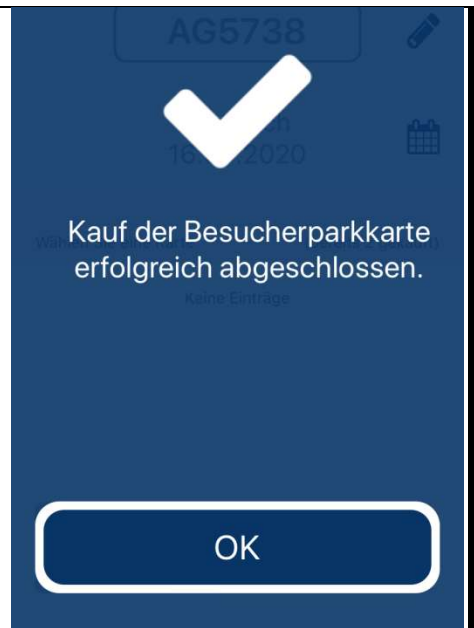 AG5738
Kauf der Besucherparkkarte
erfolgreich abgeschlossen.
Keine Einträge
OK